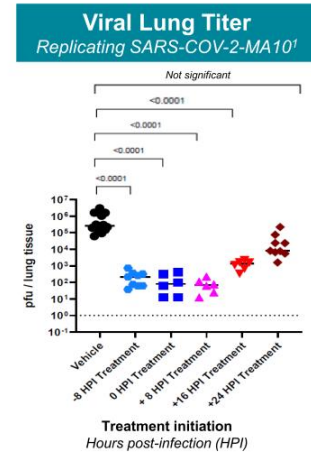 Viral Lung Titer
Replicating SARS-COV-2-MA10¹
Not significant
<0.0001
<0.0001
<0.0001
<0.0001
10⁷
10⁶
10⁵
10⁴
10³
10²
10¹
10⁰
10⁻¹
pfu / lung tissue
Vehicle
-8 HPI Treatment
0 HPI Treatment
+ 8 HPI Treatment
+16 HPI Treatment
+24 HPI Treatment
Treatment initiation
Hours post-infection (HPI)